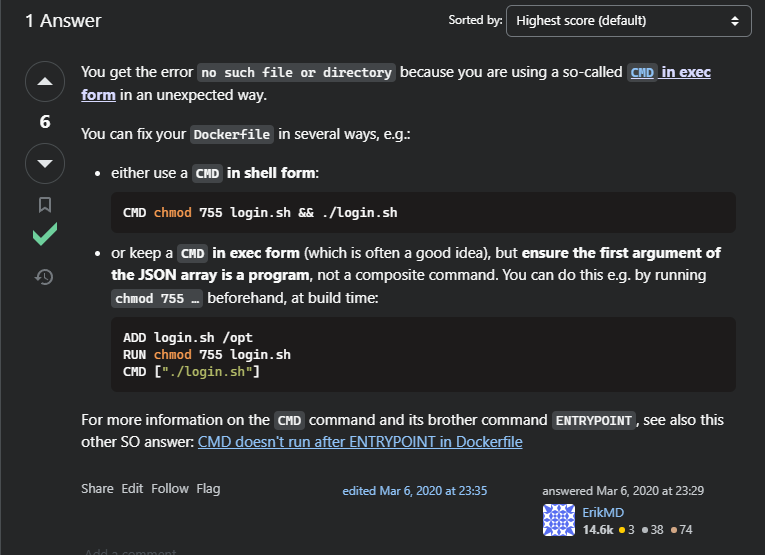 1 Answer
Sorted by:
Highest score (default)
You get the error no such file or directory because you are using a so-called CMD in exec
form in an unexpected way.
6
You can fix your Dockerfile in several ways, e.g.:
• either use a CMD in shell form:
CMD chmod 755 login.sh && ./login.sh
• or keep a CMD in exec form (which is often a good idea), but ensure the first argument of
the JSON array is a program, not a composite command. You can do this e.g. by running
chmod 755 … beforehand, at build time:
ADD login.sh /opt
RUN chmod 755 login.sh
CMD ["./login.sh"]
For more information on the CMD command and its brother command ENTRYPOINT, see also this
other SO answer: CMD doesn't run after ENTRYPOINT in Dockerfile
Share Edit Follow Flag
edited Mar 6, 2020 at 23:35
answered Mar 6, 2020 at 23:29
ErikMD
14.6k ●3 ●38 ●74
Add a comment